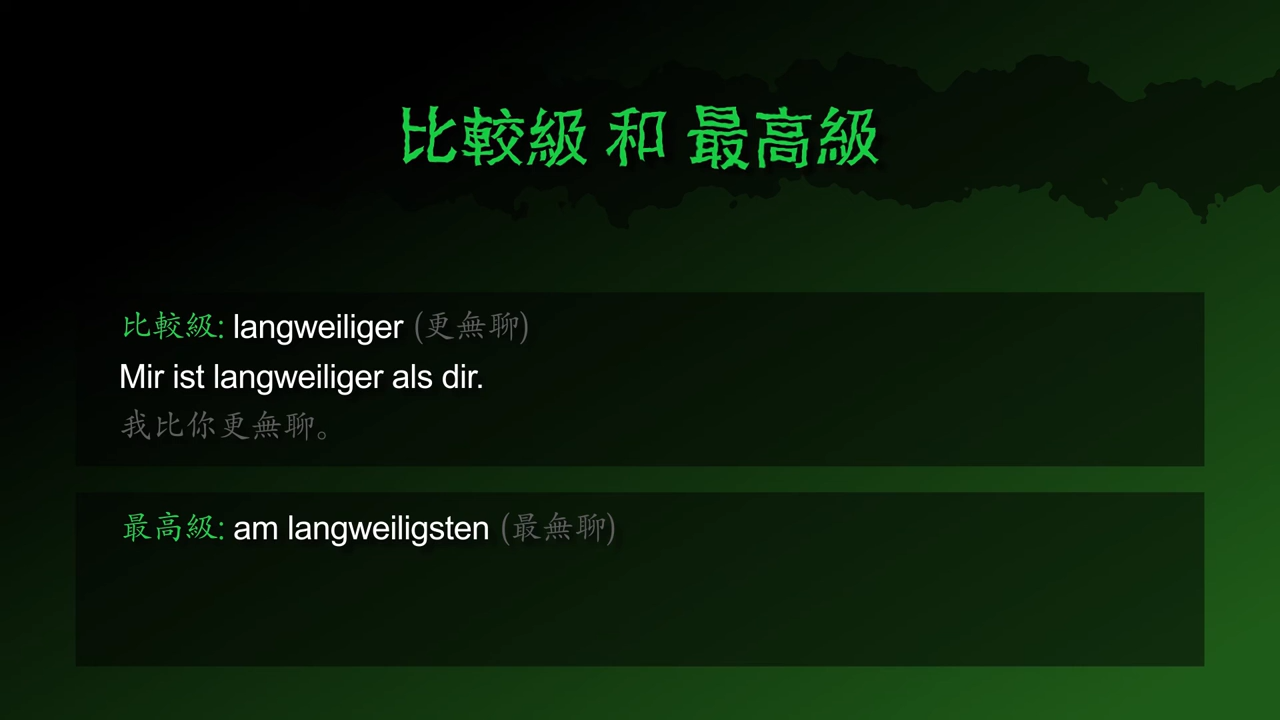 比較級 和 最高級
比較級: langweiliger (更無聊)
Mir ist langweiliger als dir.
我比你更無聊。
最高級: am langweiligsten (最無聊)